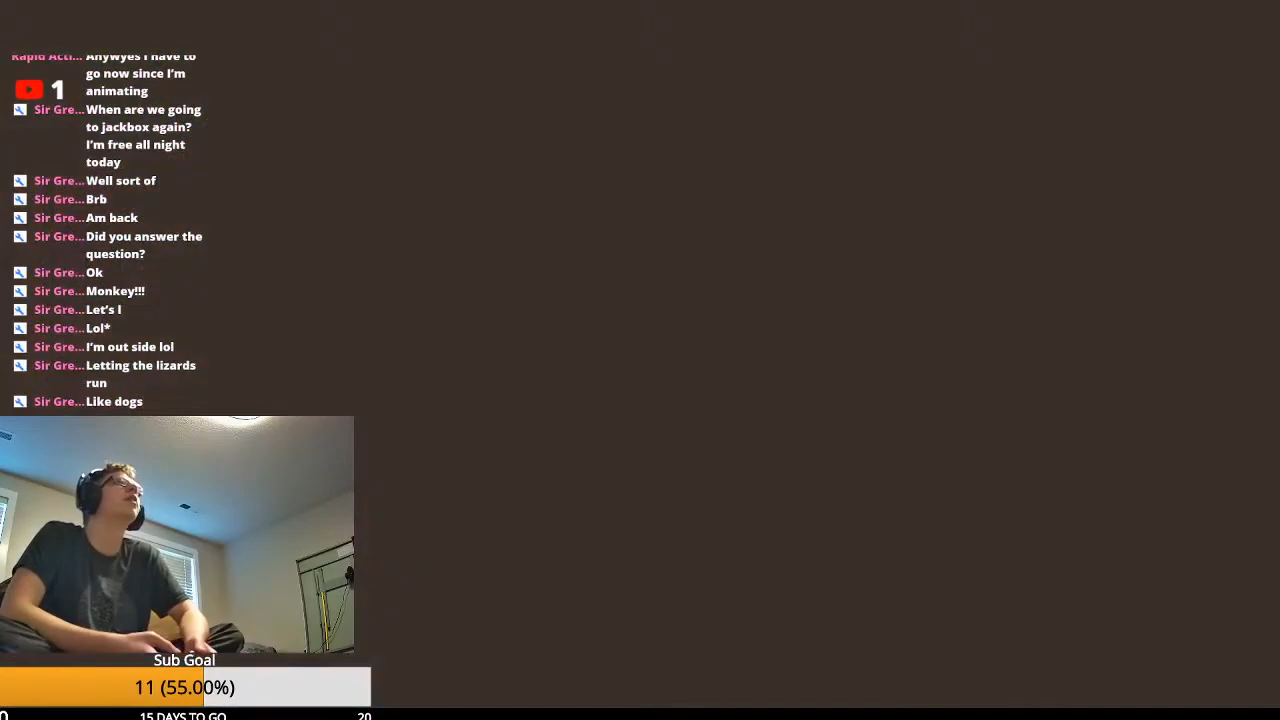 Rapid Acti... Anywyes I have to
go now since I'm
1 animating
Sir Gre... When are we going
to jackbox again?
I'm free all night
today
Sir Gre... Well sort of
Sir Gre... Brb
Sir Gre... Am back
Sir Gre... Did you answer the
question?
Sir Gre... Ok
Sir Gre... Monkey!!!
Sir Gre... Let's l
Sir Gre... Lol*
Sir Gre... I'm out side lol
Sir Gre... Letting the lizards
run
Sir Gre... Like dogs
Sub Goal
11 (55.00%)
0 15 DAYS TO GO 20